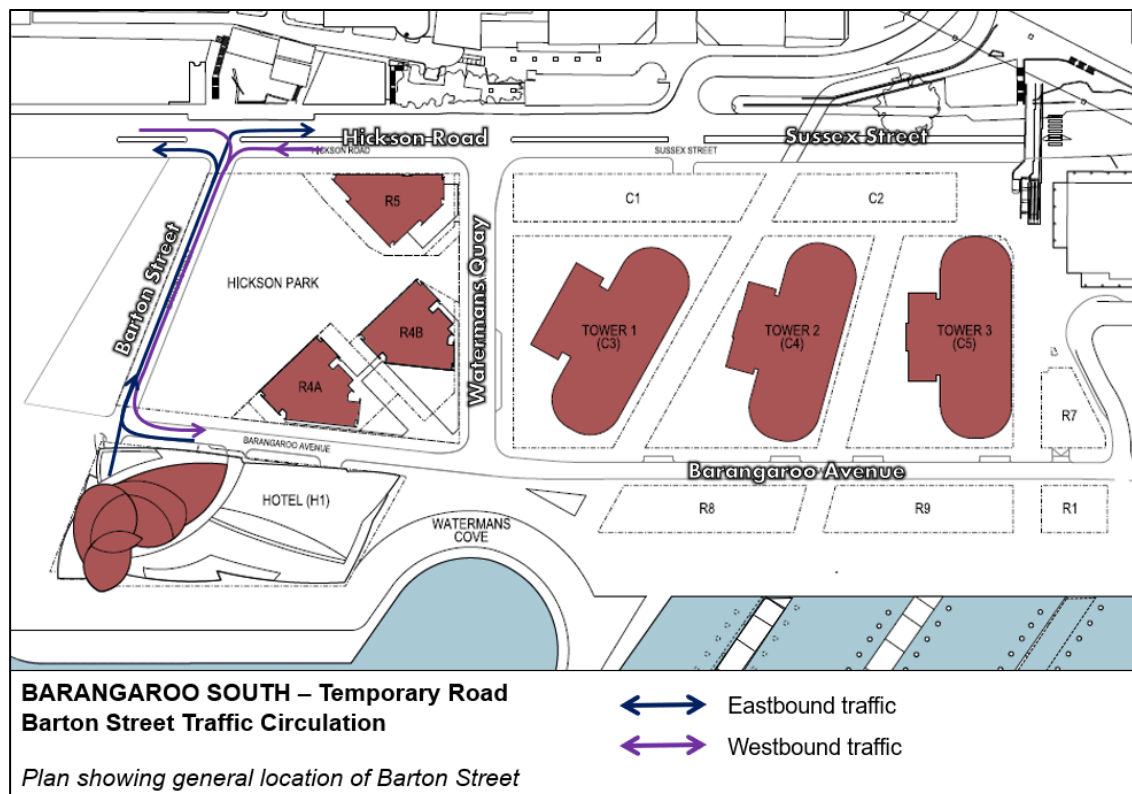 Hickson Road
Sussex Street
HICKSON ROAD
SUSSEX STREET
R5
C1
C2
Barton Street
HICKSON PARK
Watermans Quay
R4B
R4A
TOWER 1
(C3)
TOWER 2
(C4)
TOWER 3
(C5)
R7
BARANGAROO AVENUE
Barangaroo Avenue
HOTEL (H1)
R8
R9
R1
WATERMANS
COVE
BARANGAROO SOUTH – Temporary Road
Barton Street Traffic Circulation
Plan showing general location of Barton Street
Eastbound traffic
Westbound traffic